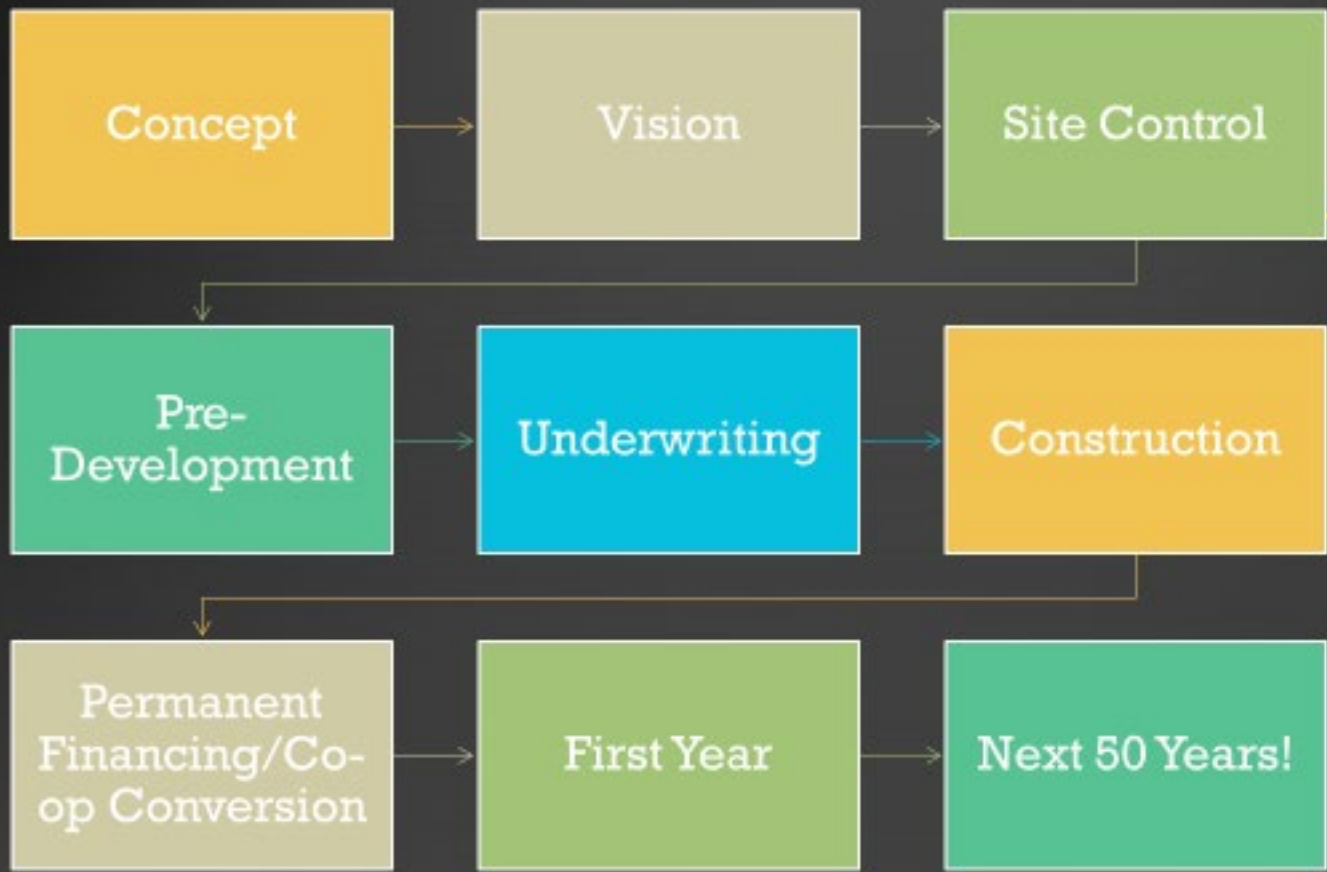 Concept
Vision
Site Control
Pre-
Development
Underwriting
Construction
Permanent
Financing/Co-
op Conversion
First Year
Next 50 Years!